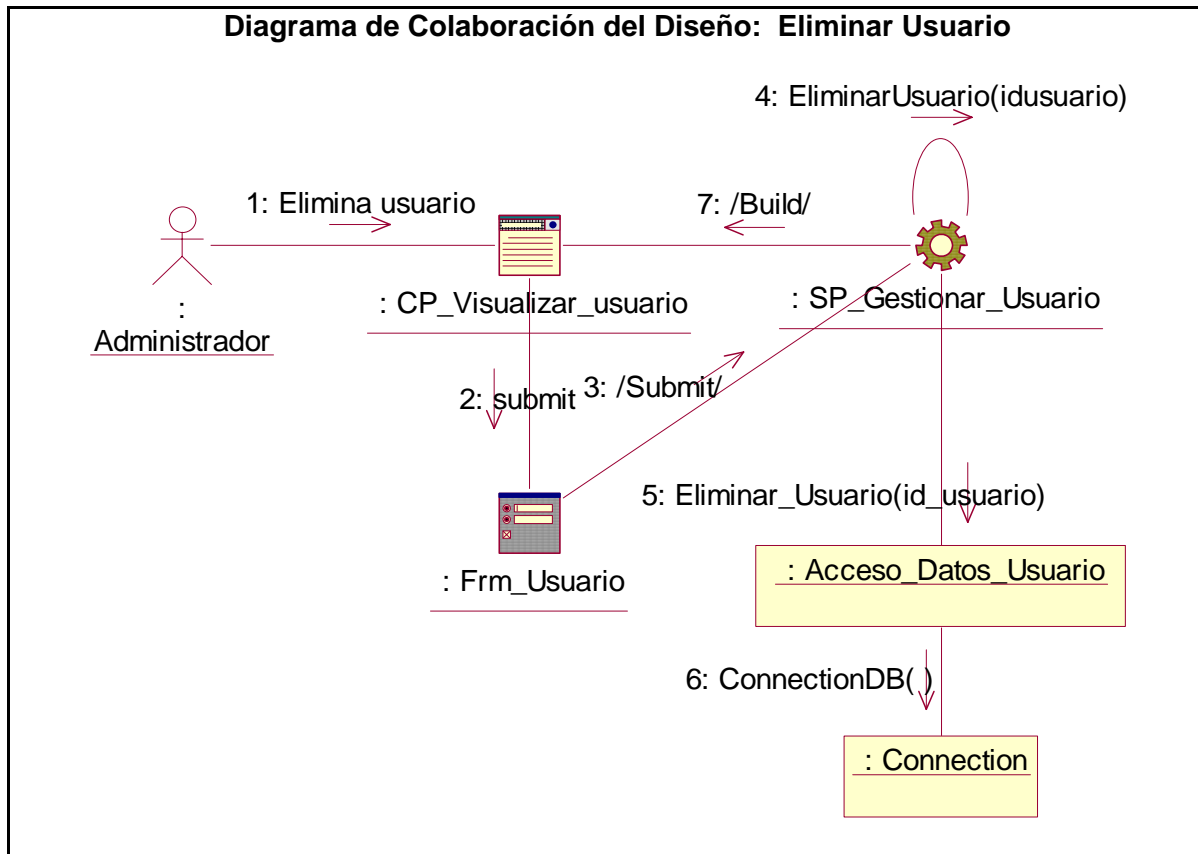 Diagrama de Colaboración del Diseño: Eliminar Usuario
4: EliminarUsuario(idusuario)
1: Elimina usuario
7: /Build/
: CP_Visualizar_usuario
: SP_Gestionar_Usuario
:
Administrador
2: submit
3: /Submit/
5: Eliminar_Usuario(id_usuario)
: Frm_Usuario
: Acceso_Datos_Usuario
6: ConnectionDB( )
: Connection